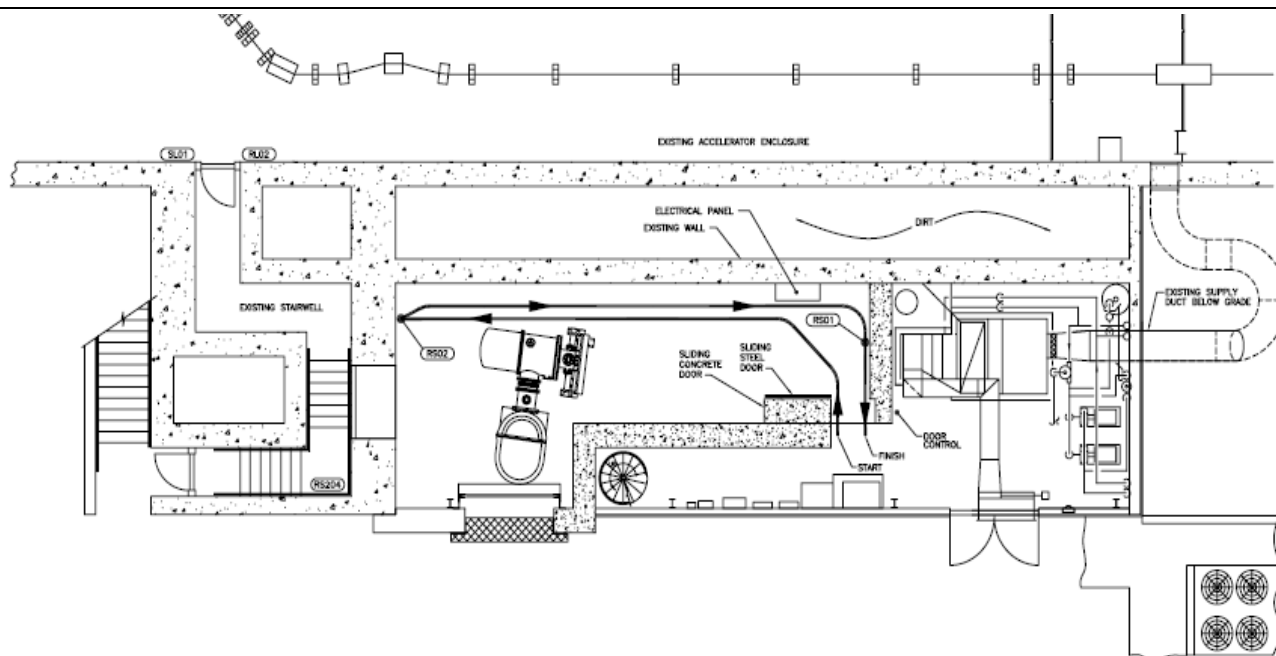 SL01
RL02
EXISTING ACCELERATOR ENCLOSURE
ELECTRICAL PANEL
EXISTING WALL
DIRT
EXISTING STAIRWELL
EXISTING SUPPLY
DUCT BELOW GRADE
RS01
RS02
SLIDING
CONCRETE
DOOR
SLIDING
STEEL
DOOR
DOOR
CONTROL
FINISH
START
RS204